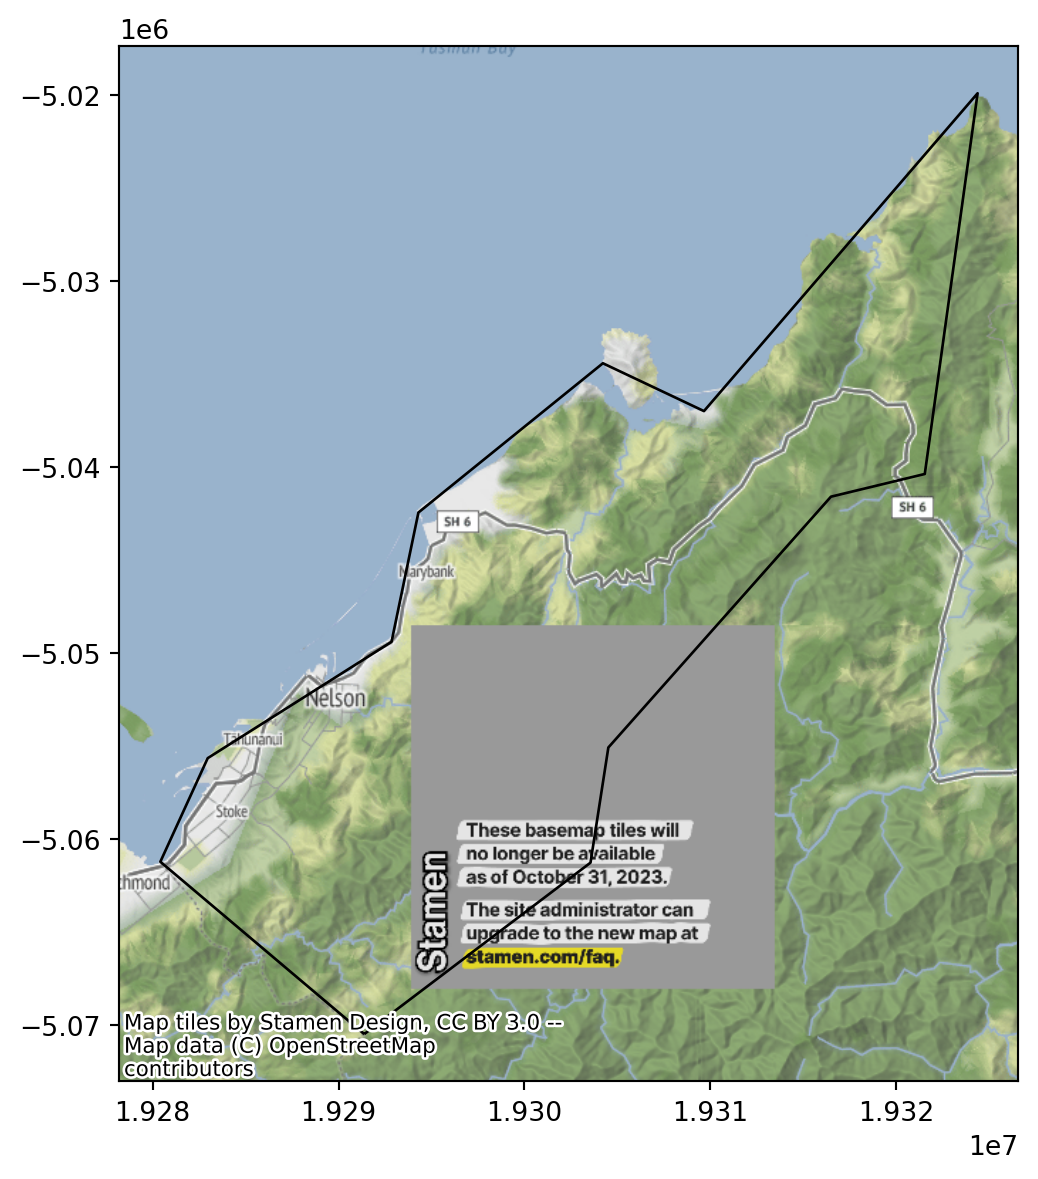 1e6
Tasman Bay
−5.02
−5.03
−5.04
SH 6
SH 6
Marybank
−5.05
Nelson
Tahunanui
Stoke
−5.06
chmond
These basemap tiles will
no longer be available
as of October 31, 2023.
The site administrator can
upgrade to the new map at
stamen.com/faq.
Stamen
−5.07
Map tiles by Stamen Design, CC BY 3.0 --
Map data (C) OpenStreetMap
contributors
1.928
1.929
1.930
1.931
1.932
1e7